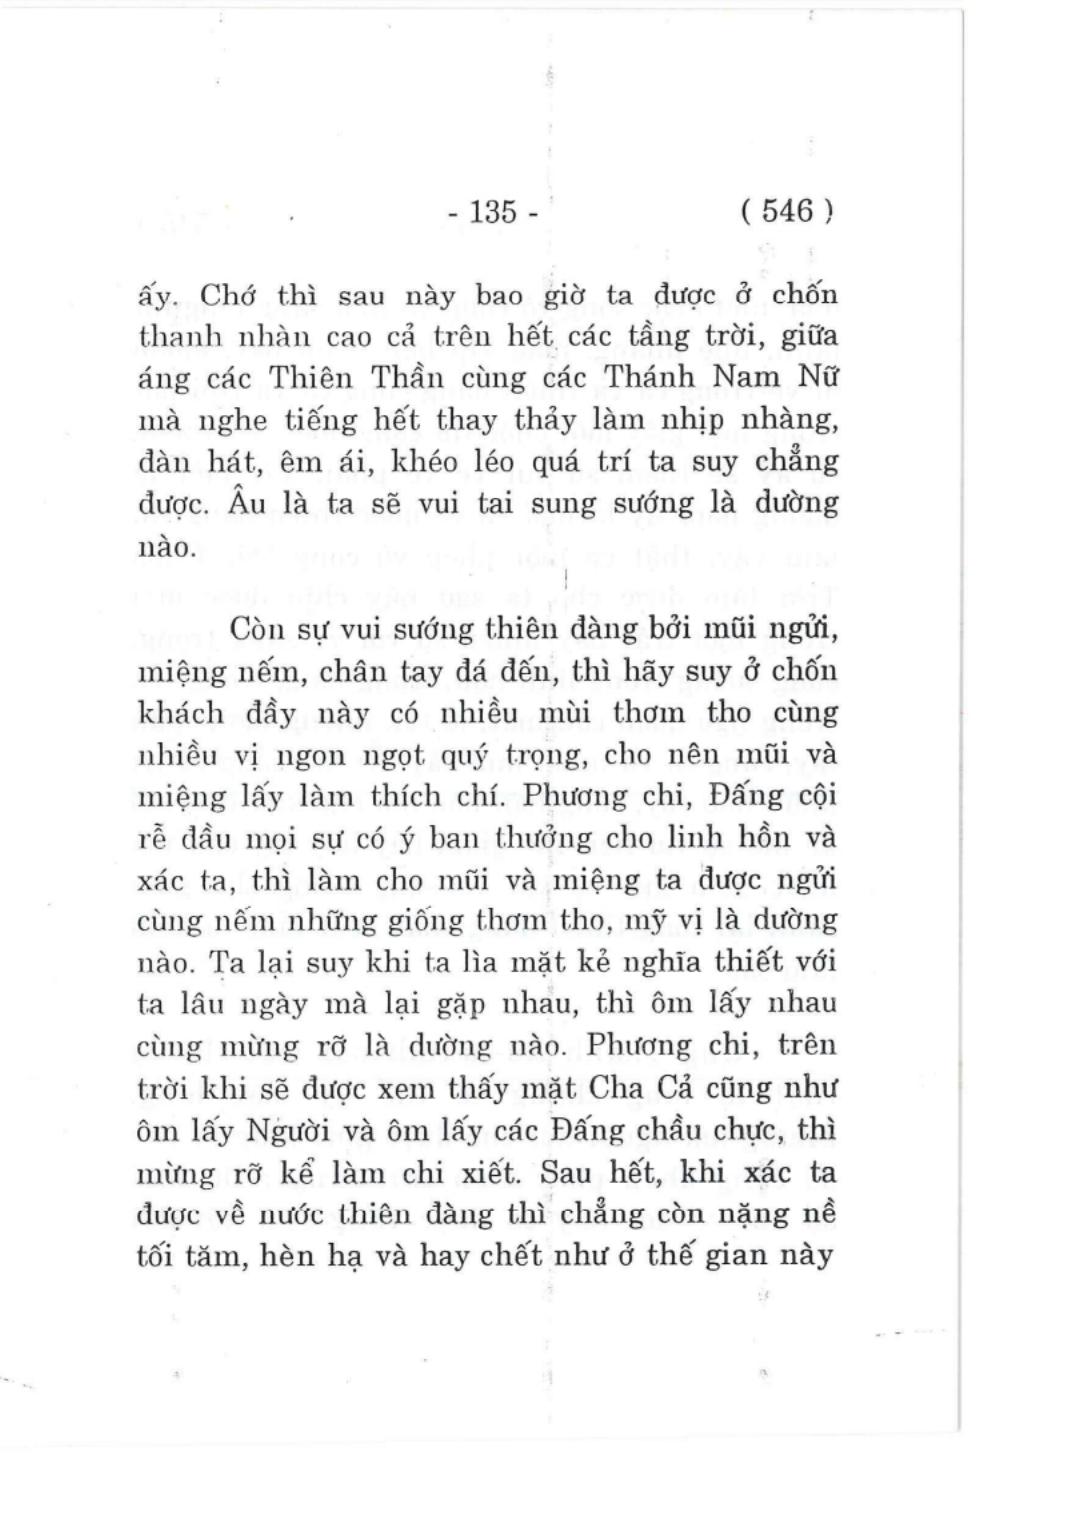 - 135 - ( 546 )
ấy. Chớ thì sau này bao giờ ta được ở chốn
thanh nhàn cao cả trên hết các tầng trời, giữa
áng các Thiên Thần cùng các Thánh Nam Nữ
mà nghe tiếng hết thay thảy làm nhịp nhàng,
đàn hát, êm ái, khéo léo quá trí ta suy chẳng
được. Âu là ta sẽ vui tai sung sướng là dường
nào.
Còn sự vui sướng thiên đàng bởi mũi ngửi,
miệng nếm, chân tay đá đến, thì hãy suy ở chốn
khách đầy này có nhiều mùi thơm tho cùng
nhiều vị ngon ngọt quý trọng, cho nên mũi và
miệng lấy làm thích chí. Phương chi, Đấng cội
rễ đầu mọi sự có ý ban thưởng cho linh hồn và
xác ta, thì làm cho mũi và miệng ta được ngửi
cùng nếm những giống thơm tho, mỹ vị là dường
nào. Ta lại suy khi ta lìa mặt kẻ nghĩa thiết với
ta lâu ngày mà lại gặp nhau, thì ôm lấy nhau
cùng mừng rỡ là dường nào. Phương chi, trên
trời khi sẽ được xem thấy mặt Cha Cả cũng như
ôm lấy Người và ôm lấy các Đấng chầu chực, thì
mừng rỡ kể làm chi xiết. Sau hết, khi xác ta
được về nước thiên đàng thì chẳng còn nặng nề
tối tăm, hèn hạ và hay chết như ở thế gian này